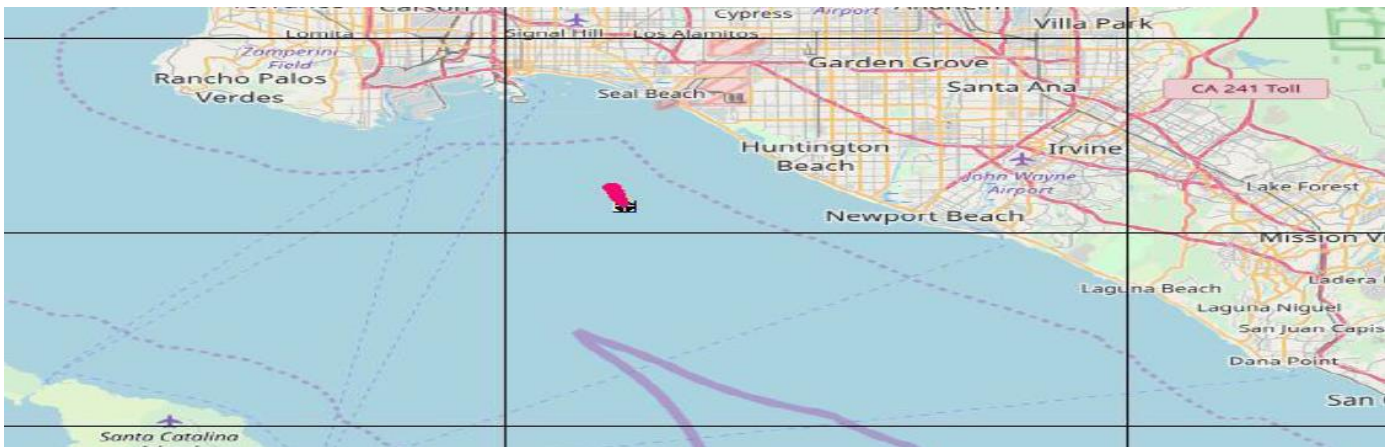 Carson
Cypress
Airport
Villa Park
Lomita
Signal Hill
Los Alamitos
Zamperini
Field
Garden Grove
Rancho Palos
Verdes
Seal Beach
Santa Ana
CA 241 Toll
Huntington
Beach
Irvine
John Wayne
Airport
Lake Forest
Newport Beach
Mission Vi
Laguna Beach
Ladera
Laguna Niguel
San Juan Capis
Dana Point
San
Santa Catalina